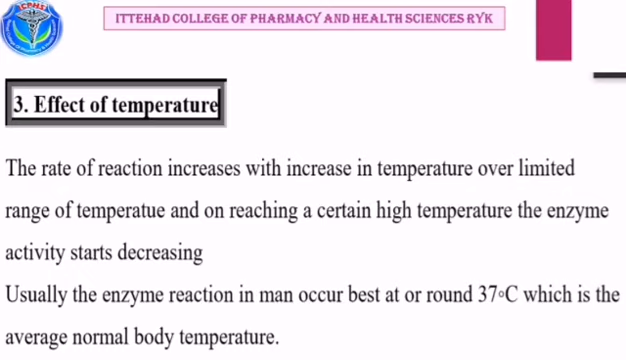 ITTEHAD COLLEGE OF PHARMACY AND HEALTH SCIENCES RYK
3. Effect of temperature
The rate of reaction increases with increase in temperature over limited
range of temperatue and on reaching a certain high temperature the enzyme
activity starts decreasing
Usually the enzyme reaction in man occur best at or round 37◦C which is the
average normal body temperature.